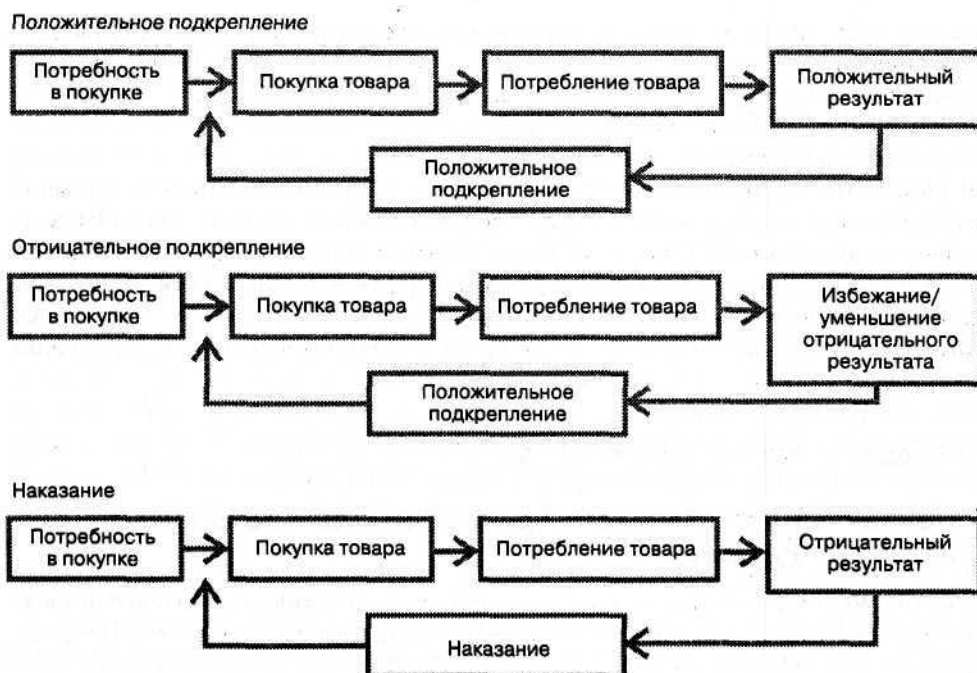 Положительное подкрепление
Потребность
в покупке
Покупка товара
Потребление товара
Положительный
результат
Положительное
подкрепление
Отрицательное подкрепление
Потребность
в покупке
Покупка товара
Потребление товара
Избежание/
уменьшение
отрицательного
результата
Положительное
подкрепление
Наказание
Потребность
в покупке
Покупка товара
Потребление товара
Отрицательный
результат
Наказание